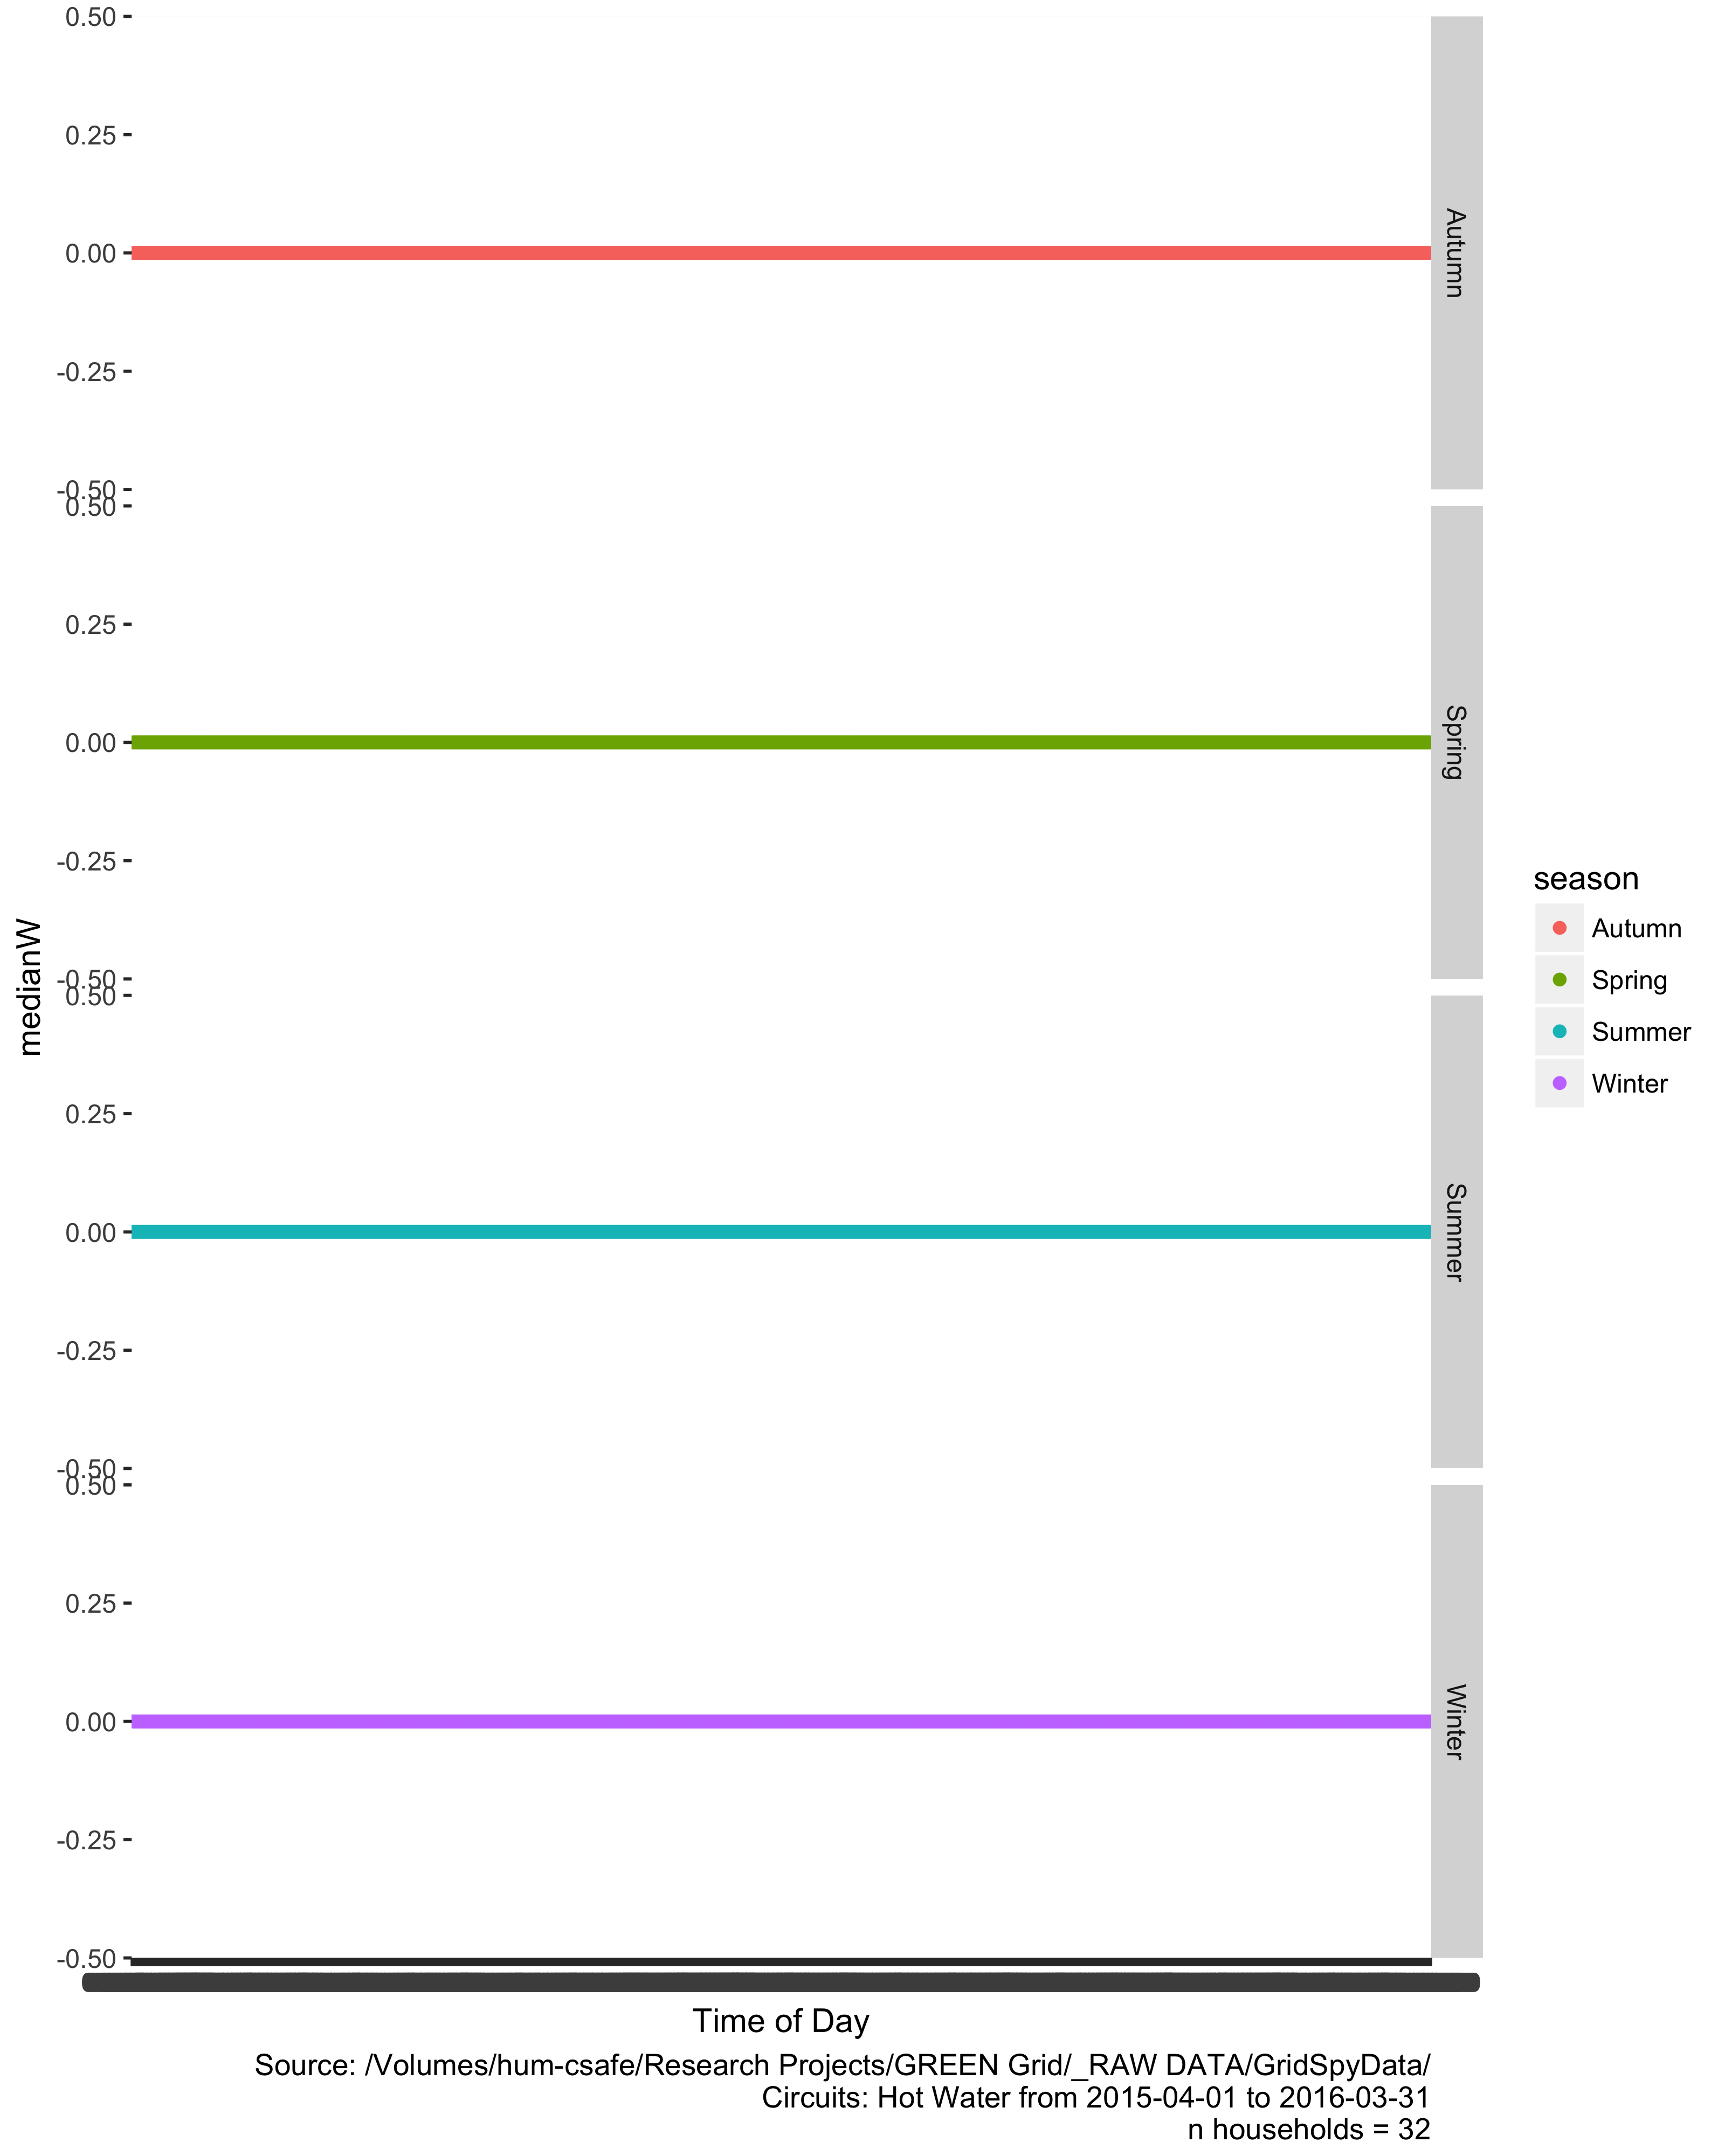 0.50
0.25
0.00
-0.25
-0.50
Autumn
0.50
0.25
0.00
-0.25
-0.50
Spring
0.50
0.25
0.00
-0.25
-0.50
Summer
0.50
0.25
0.00
-0.25
-0.50
Winter
medianW
season
Autumn
Spring
Summer
Winter
Time of Day
Source: /Volumes/hum-csafe/Research Projects/GREEN Grid/_RAW DATA/GridSpyData/
Circuits: Hot Water from 2015-04-01 to 2016-03-31
n households = 32